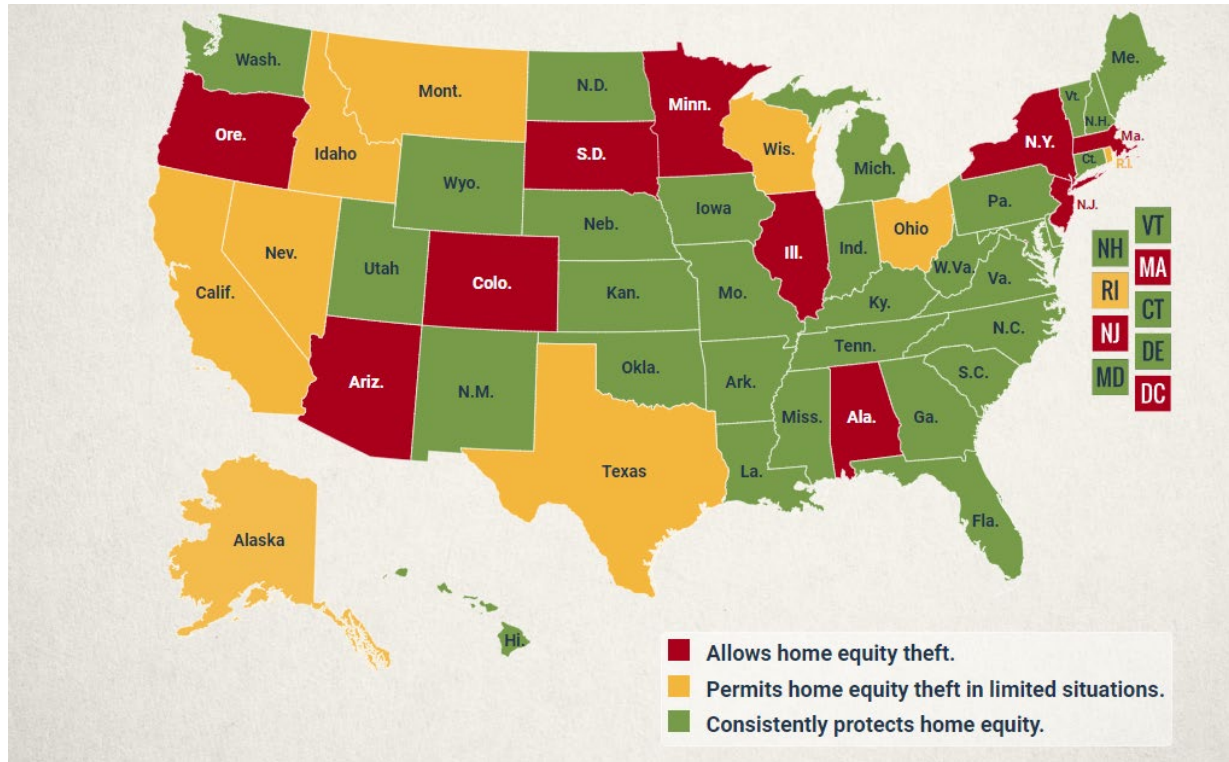 Wash.
Mont.
N.D.
Minn.
Me.
Ore.
Idaho
S.D.
Wis.
Mich.
Vt.
N.H.
N.Y.
Ma.
Ct.
R.I.
Wyo.
Neb.
Iowa
Pa.
N.J.
Calif.
Nev.
Utah
Colo.
Kan.
Mo.
Ill.
Ind.
Ohio
W.Va.
Va.
Ky.
Ariz.
N.M.
Okla.
Ark.
Tenn.
N.C.
S.C.
Texas
La.
Miss.
Ala.
Ga.
Fla.
Alaska
Hi.
VT
NH
MA
RI
CT
NJ
DE
MD
DC
Allows home equity theft.
Permits home equity theft in limited situations.
Consistently protects home equity.